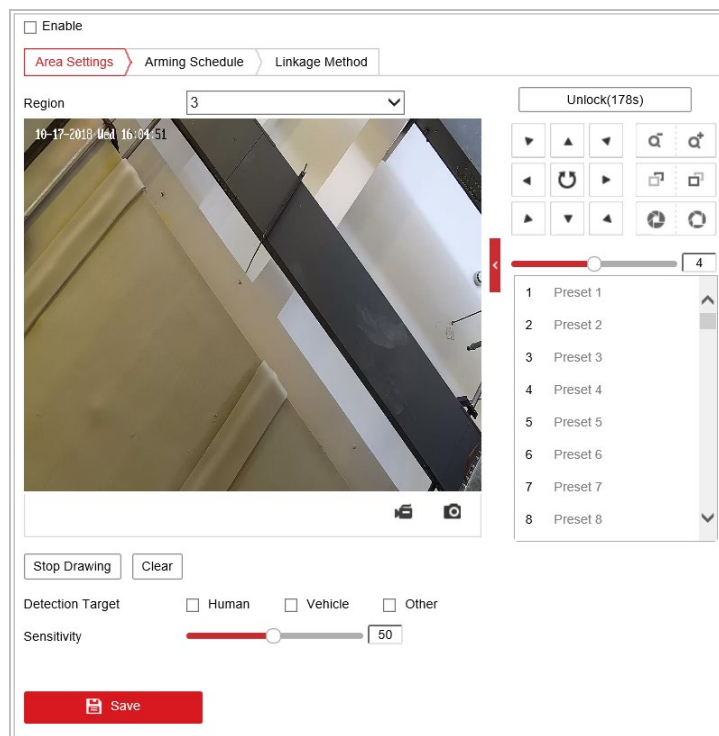 Enable
Area Settings Arming Schedule Linkage Method
Region 3
Unlock(178s)
10-17-2018 Wed 16:04:51
4
1 Preset 1
2 Preset 2
3 Preset 3
4 Preset 4
5 Preset 5
6 Preset 6
7 Preset 7
8 Preset 8
Stop Drawing Clear
Detection Target Human Vehicle Other
Sensitivity 50
Save